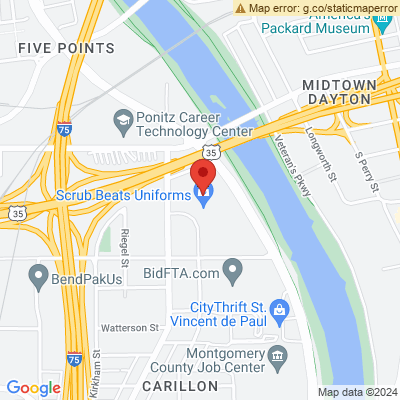 Map error: g.co/staticmaperror
America's
Packard Museum
FIVE POINTS
MIDTOWN
DAYTON
Ponitz Career
Technology Center
75
35
Veteran's Pkwy
Longworth St
S Perry St
Scrub Beats Uniforms
35
Riegel St
BendPakUs
BidFTA.com
CityThrift St.
Vincent de Paul
Watterson St
75
Kirkham St
Montgomery
County Job Center
CARILLON
Google
Map data ©2024